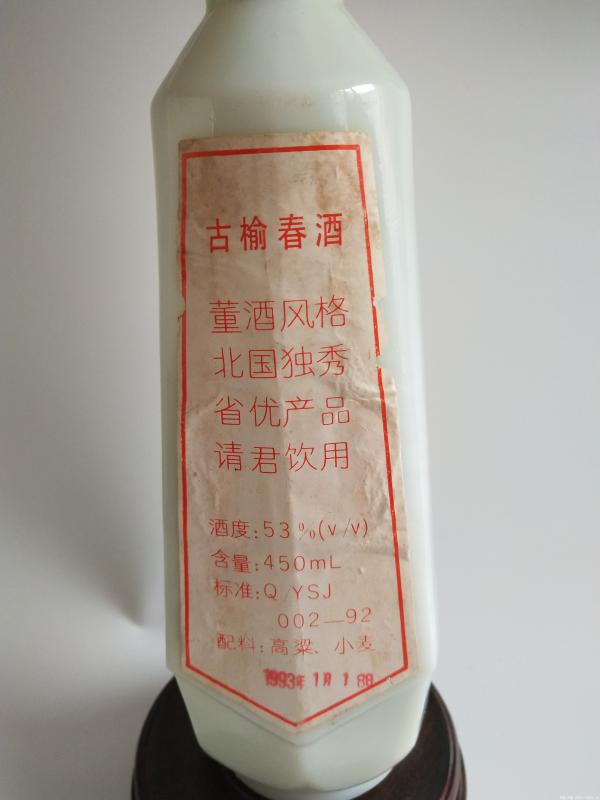 古榆春酒
董酒风格
北国独秀
省优产品
请君饮用
酒度:53%(v/v)
含量:450mL
标准:Q/YSJ
002—92
配料:高粱、小麦
1993年1月1